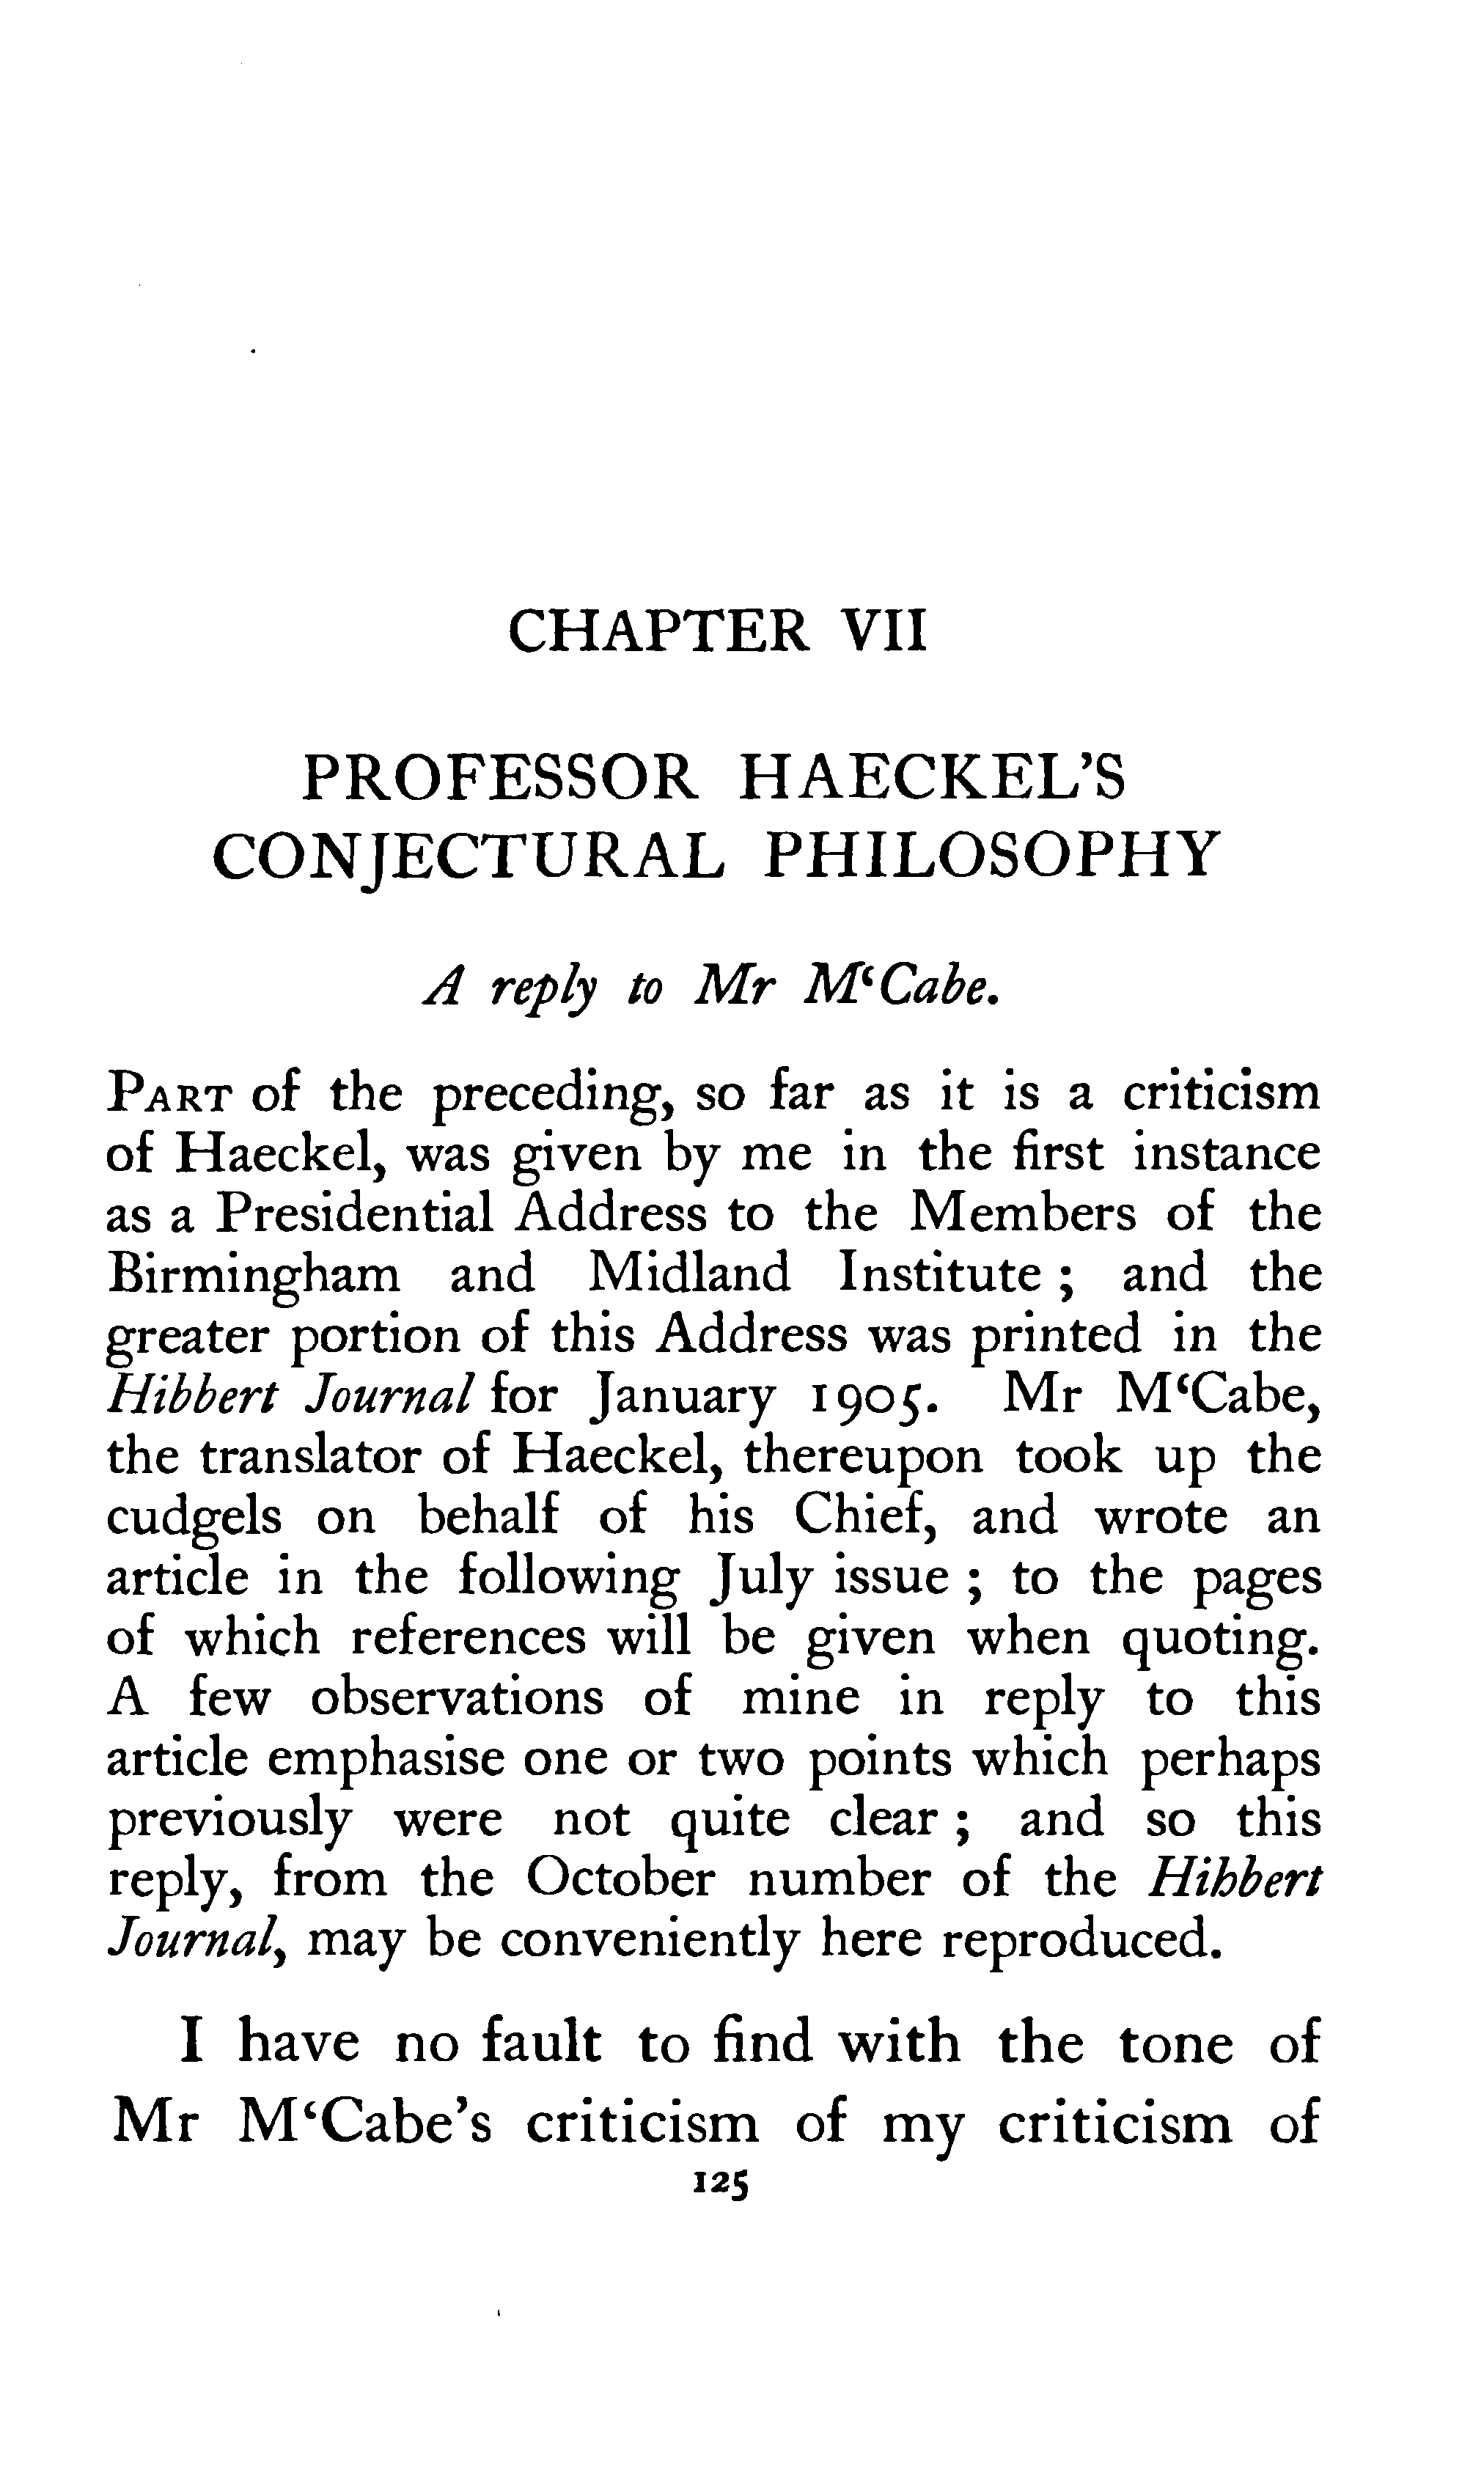 CHAPTER VII
PROFESSOR HAECKEL'S
CONJECTURAL PHILOSOPHY
A reply to Mr M‘Cabe.
PART of the preceding, so far as it is a criticism
of Haeckel, was given by me in the first instance
as a Presidential Address to the Members of the
Birmingham and Midland Institute ; and the
greater portion of this Address was printed in the
Hibbert Journal for January 1905. Mr M‘Cabe,
the translator of Haeckel, thereupon took up the
cudgels on behalf of his Chief, and wrote an
article in the following July issue ; to the pages
of which references will be given when quoting.
A few observations of mine in reply to this
article emphasise one or two points which perhaps
previously were not quite clear ; and so this
reply, from the October number of the Hibbert
Journal, may be conveniently here reproduced.
I have no fault to find with the tone of
Mr M‘Cabe's criticism of my criticism of
125